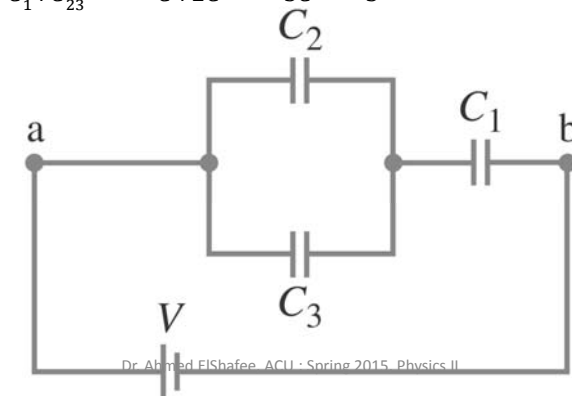 C₂
C₁
a
b
C₃
V
Dr. Ahmed ElShafee, ACU : Spring 2015, Physics II